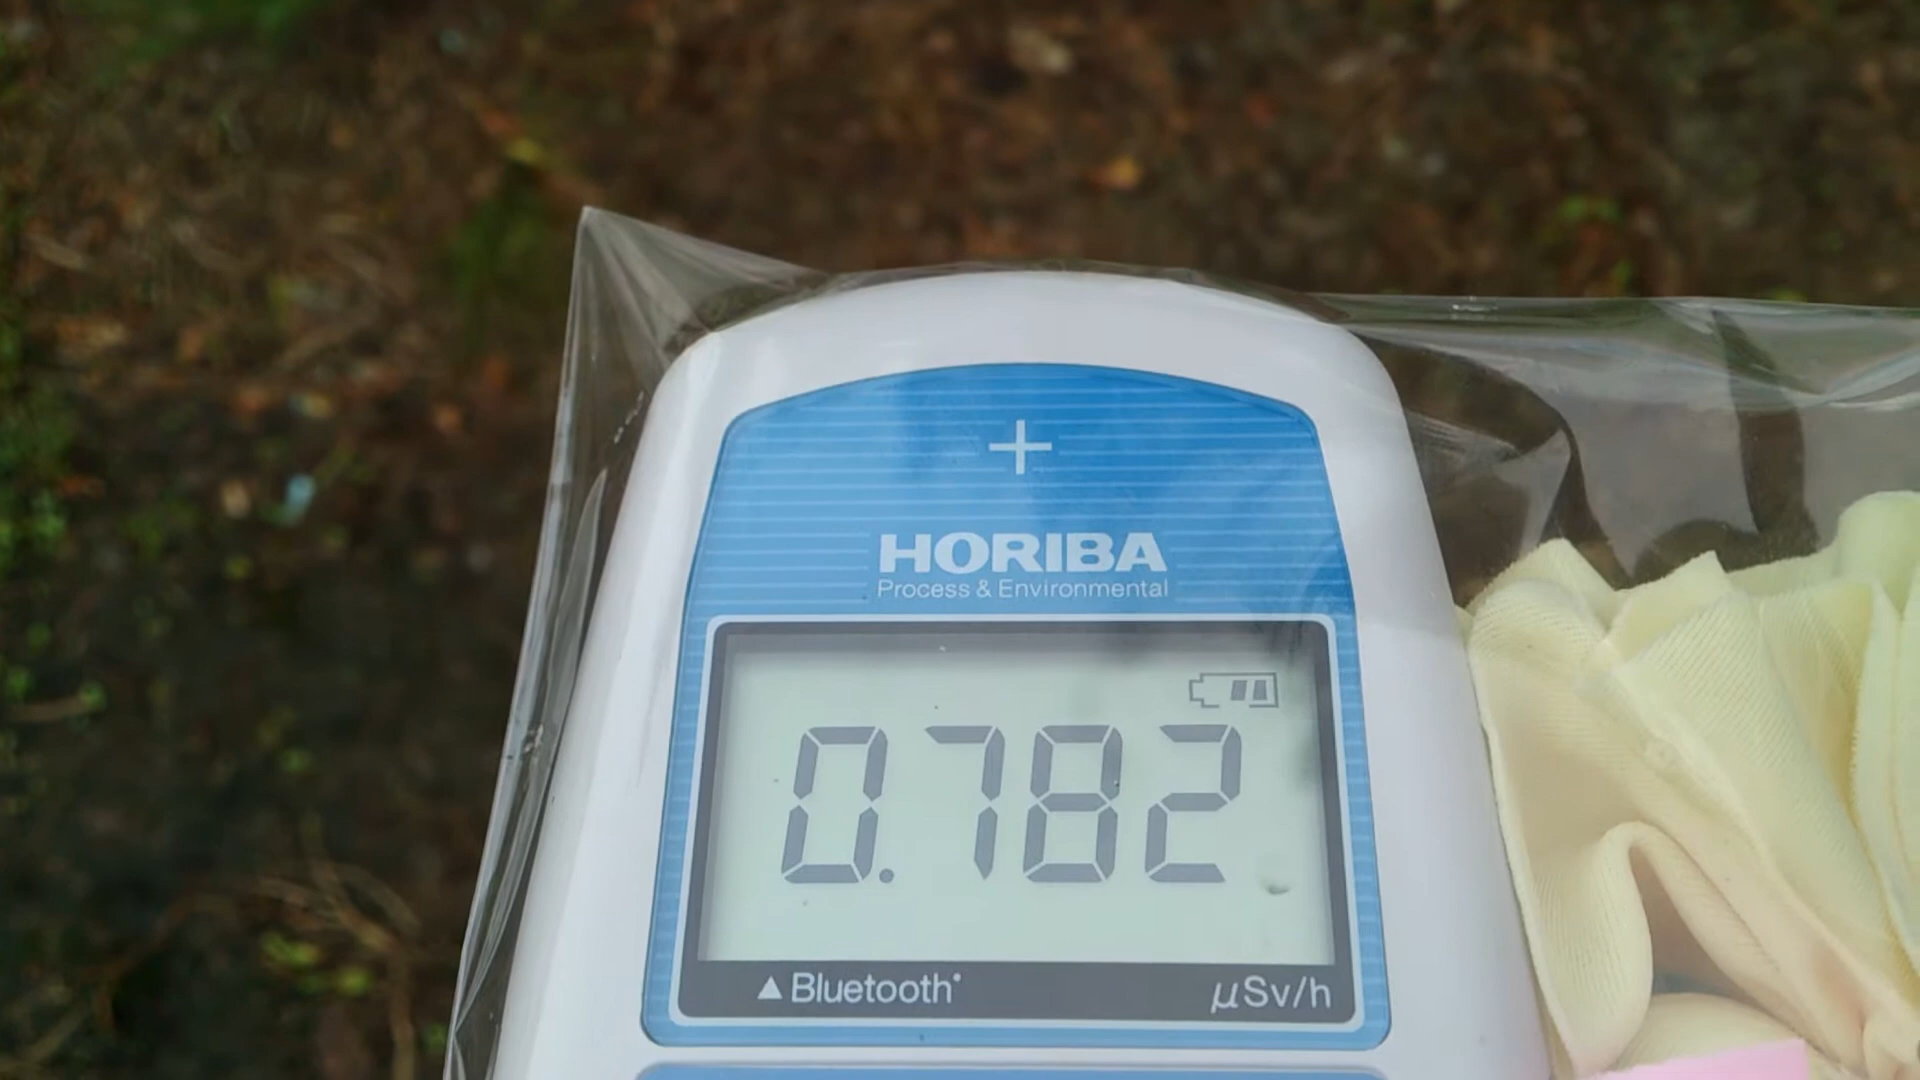 +
HORIBA
Process & Environmental
0.782
▲Bluetooth®
μSv/h